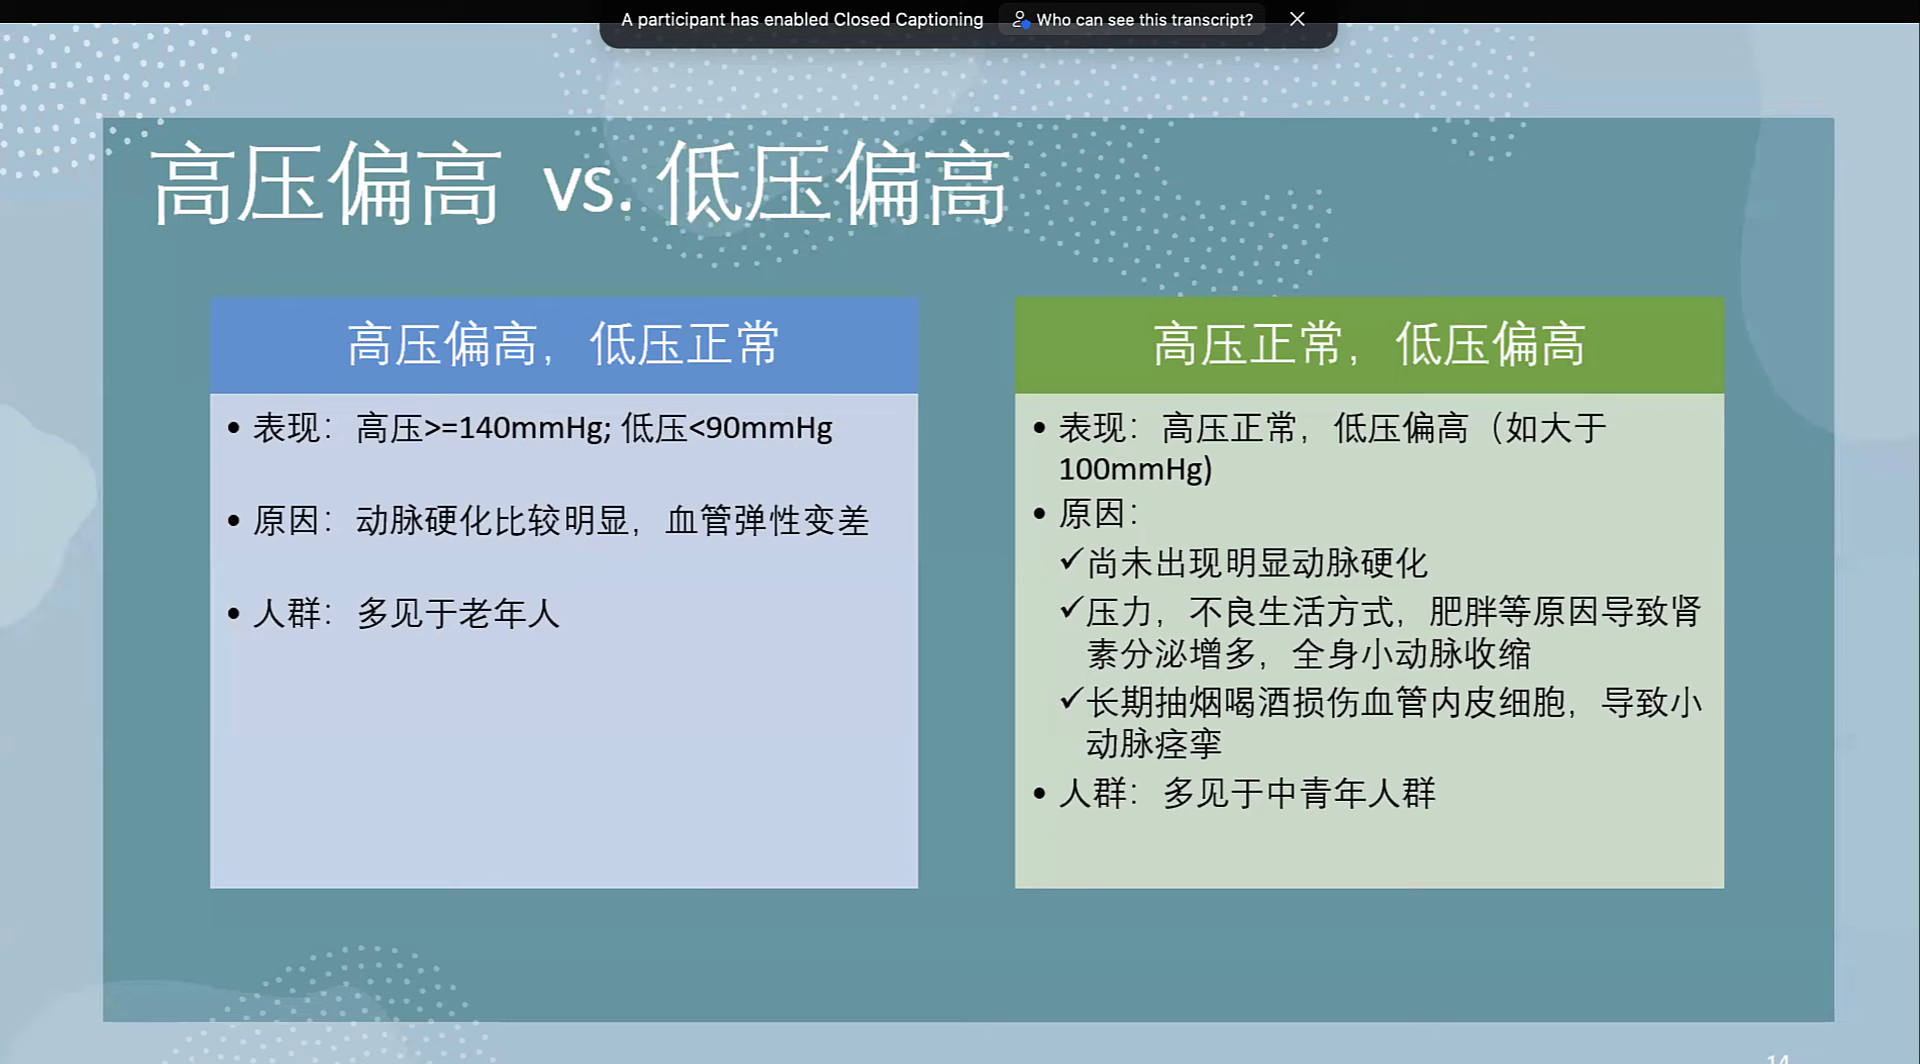 A participant has enabled Closed Captioning
Who can see this transcript?
高压偏高 vs. 低压偏高
高压偏高，低压正常
• 表现：高压>=140mmHg; 低压<90mmHg
• 原因：动脉硬化比较明显，血管弹性变差
• 人群：多见于老年人
高压正常，低压偏高
• 表现：高压正常，低压偏高（如大于
100mmHg)
• 原因：
✓尚未出现明显动脉硬化
✓压力，不良生活方式，肥胖等原因导致肾
素分泌增多，全身小动脉收缩
✓长期抽烟喝酒损伤血管内皮细胞，导致小
动脉痉挛
• 人群：多见于中青年人群
14